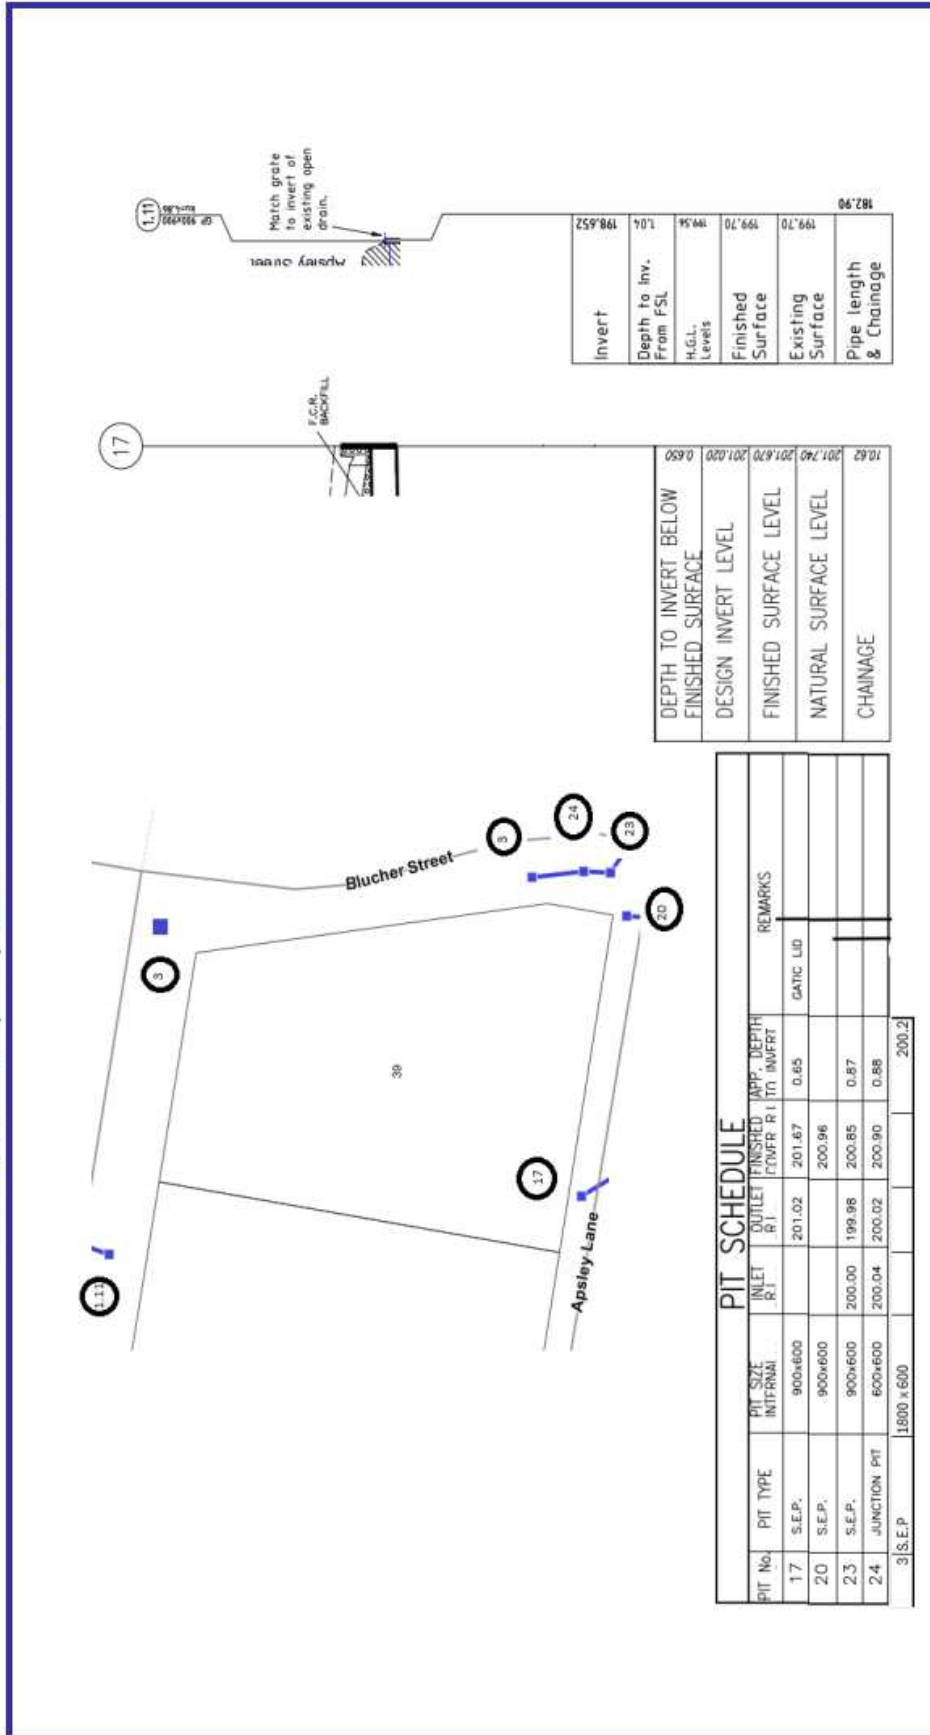 1.11
GP 900x900
Match grate
to invert of
existing open
drain.
Apsley Street
Invert 198.652
Depth to Inv.
From FSL 1.04
H.G.L.
Levels 199.56
Finished
Surface 199.70
Existing
Surface 199.70
Pipe length
& Chainage 182.90
17
F.C.R.
BACKFILL
DEPTH TO INVERT BELOW
FINISHED SURFACE 0.650
DESIGN INVERT LEVEL 201.020
FINISHED SURFACE LEVEL 201.670
NATURAL SURFACE LEVEL 201.740
CHAINAGE 10.62
1.11
3
Blucher Street
3
24
23
20
39
17
Apsley Lane
PIT SCHEDULE
PIT No. PIT TYPE PIT SIZE INTERNAL INLET R.L OUTLET R.L FINISHED COVER R.L APP. DEPTH TO INVERT REMARKS
17 S.E.P. 900x600 201.02 201.67 0.65 GATIC LID
20 S.E.P. 900x600 200.96
23 S.E.P. 900x600 200.00 199.98 200.85 0.87
24 JUNCTION PIT 600x600 200.04 200.02 200.90 0.88
3 S.E.P 1800 x 600 200.2